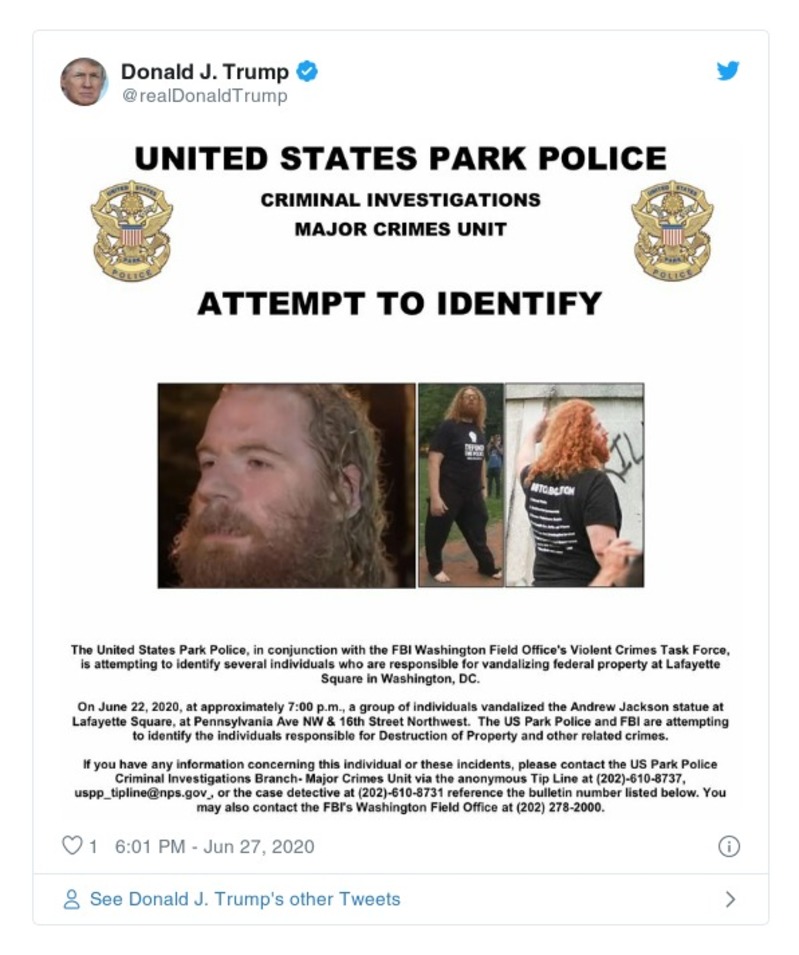 Donald J. Trump
@realDonaldTrump
UNITED STATES PARK POLICE
CRIMINAL INVESTIGATIONS
MAJOR CRIMES UNIT
UNITED STATES
PARK
POLICE
UNITED STATES
PARK
POLICE
ATTEMPT TO IDENTIFY
DEFUND
The United States Park Police, in conjunction with the FBI Washington Field Office's Violent Crimes Task Force,
is attempting to identify several individuals who are responsible for vandalizing federal property at Lafayette
Square in Washington, DC.
On June 22, 2020, at approximately 7:00 p.m., a group of individuals vandalized the Andrew Jackson statue at
Lafayette Square, at Pennsylvania Ave NW & 16th Street Northwest. The US Park Police and FBI are attempting
to identify the individuals responsible for Destruction of Property and other related crimes.
If you have any information concerning this individual or these incidents, please contact the US Park Police
Criminal Investigations Branch- Major Crimes Unit via the anonymous Tip Line at (202)-610-8737,
uspp_tipline@nps.gov_, or the case detective at (202)-610-8731 reference the bulletin number listed below. You
may also contact the FBI's Washington Field Office at (202) 278-2000.
1 6:01 PM - Jun 27, 2020
See Donald J. Trump's other Tweets